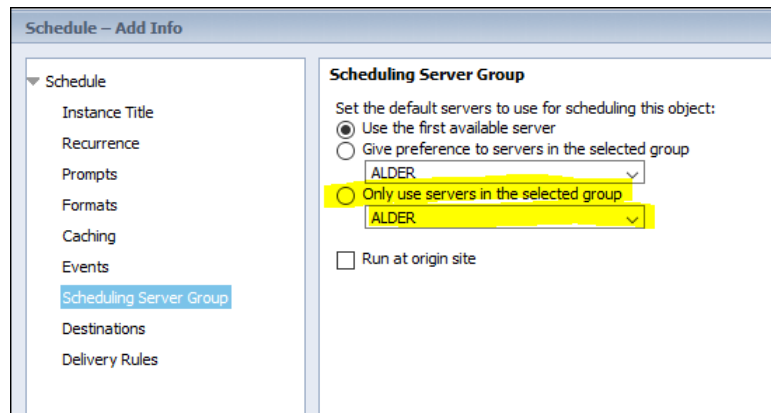 Schedule – Add Info
Schedule
Instance Title
Recurrence
Prompts
Formats
Caching
Events
Scheduling Server Group
Destinations
Delivery Rules
Scheduling Server Group
Set the default servers to use for scheduling this object:
Use the first available server
Give preference to servers in the selected group
ALDER
Only use servers in the selected group
ALDER
Run at origin site